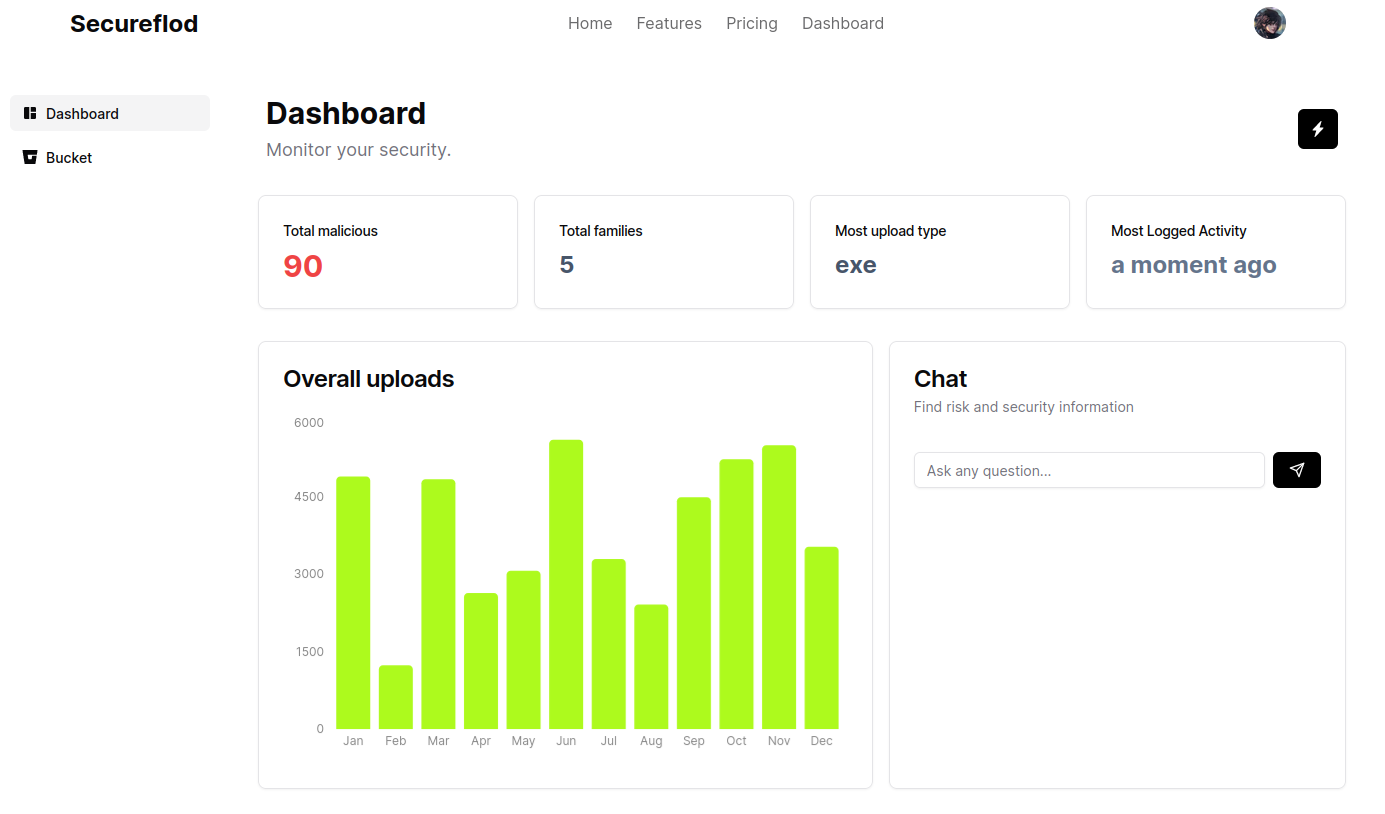 Secureflod
Home Features Pricing Dashboard
Dashboard
Bucket
Dashboard
Monitor your security.
Total malicious
90
Total families
5
Most upload type
exe
Most Logged Activity
a moment ago
Overall uploads
6000
4500
3000
1500
0
Jan Feb Mar Apr May Jun Jul Aug Sep Oct Nov Dec
Chat
Find risk and security information
Ask any question...